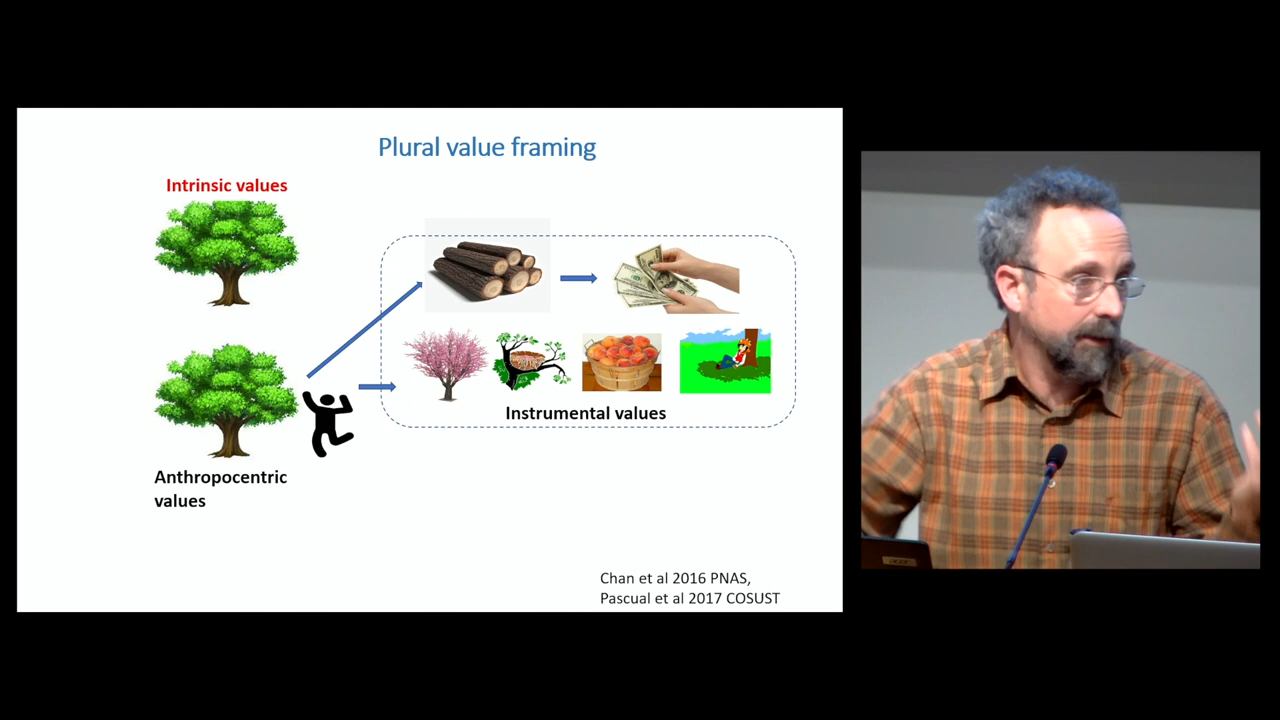 Plural value framing
Intrinsic values
Instrumental values
Anthropocentric
values
Chan et al 2016 PNAS,
Pascual et al 2017 COSUST
acer